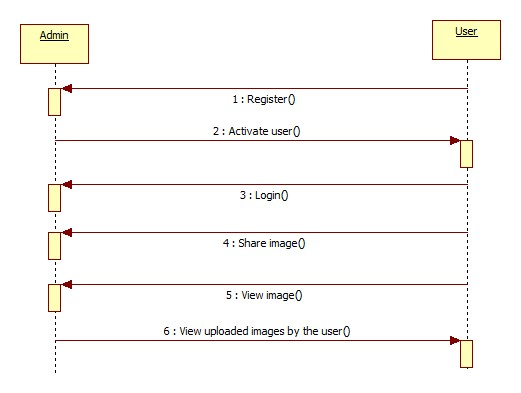 Admin
User
1 : Register()
2 : Activate user()
3 : Login()
4 : Share image()
5 : View image()
6 : View uploaded images by the user()